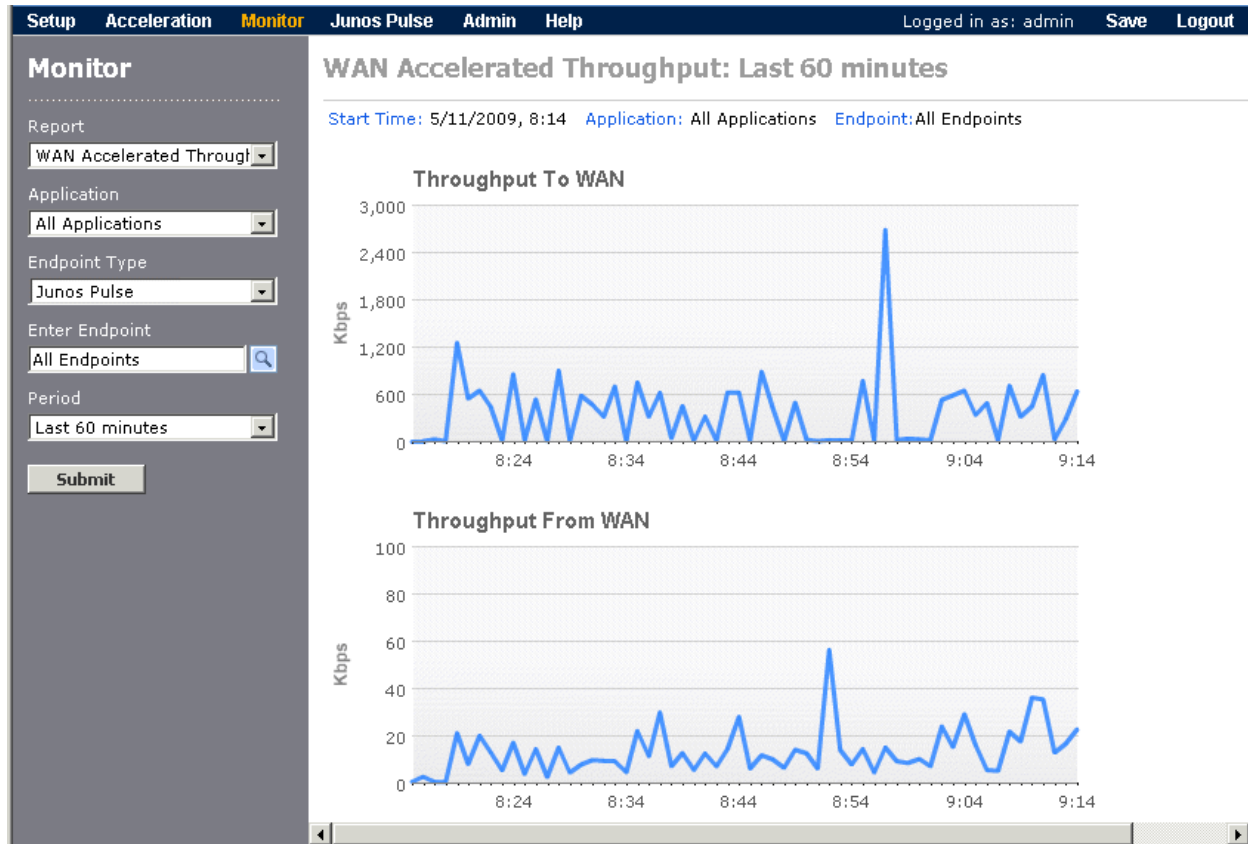 Setup Acceleration Monitor Junos Pulse Admin Help Logged in as: admin Save Logout
Monitor
Report
WAN Accelerated Through
Application
All Applications
Endpoint Type
Junos Pulse
Enter Endpoint
All Endpoints
Period
Last 60 minutes
Submit
WAN Accelerated Throughput: Last 60 minutes
Start Time: 5/11/2009, 8:14 Application: All Applications Endpoint:All Endpoints
Throughput To WAN
Kbps
3,000
2,400
1,800
1,200
600
0
8:24 8:34 8:44 8:54 9:04 9:14
Throughput From WAN
Kbps
100
80
60
40
20
0
8:24 8:34 8:44 8:54 9:04 9:14